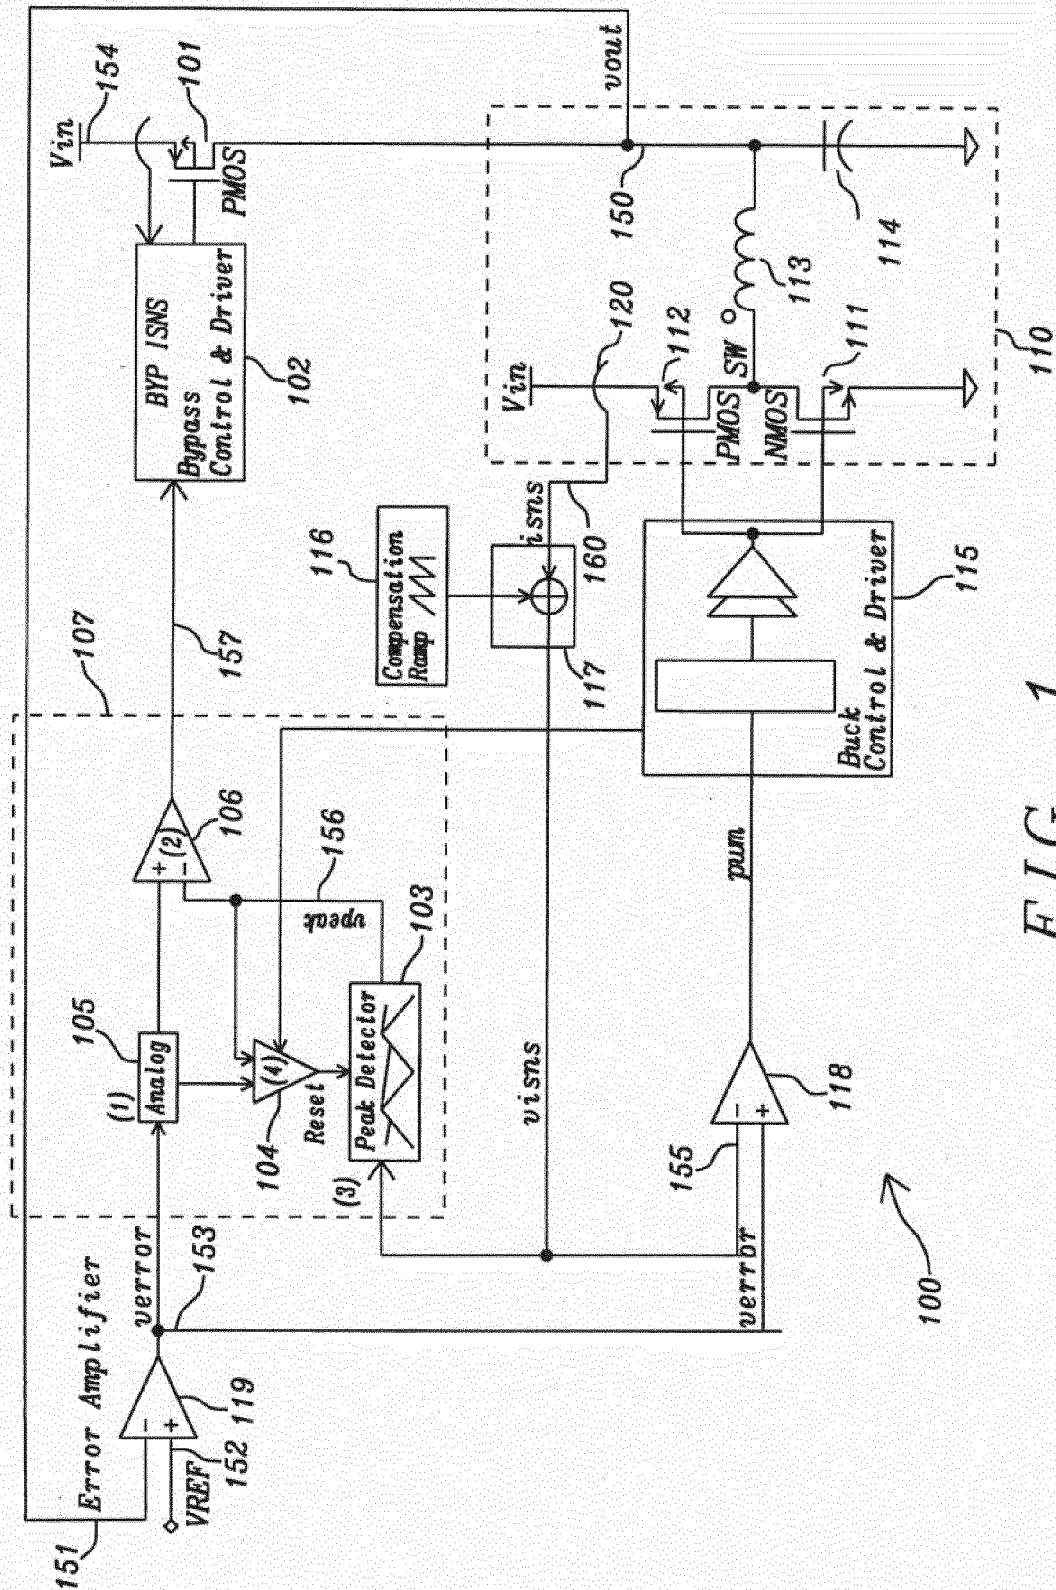 151
Error Amplifier
119
VREF
152
verror
153
verror
(1)
105
Analog
(2)
106
+
-
107
157
104
(4)
Reset
(3)
Peak Detector
103
vpeak
156
BYP ISNS
Bypass
Control & Driver
102
Vin
154
101
PMOS
vout
116
Compensation
Ramp
isns
160
117
visns
Vin
120
112
PMOS
SW
NMOS
111
113
150
114
110
155
-
+
118
pwm
Buck
Control & Driver
115
-
+
100
FIG. 1